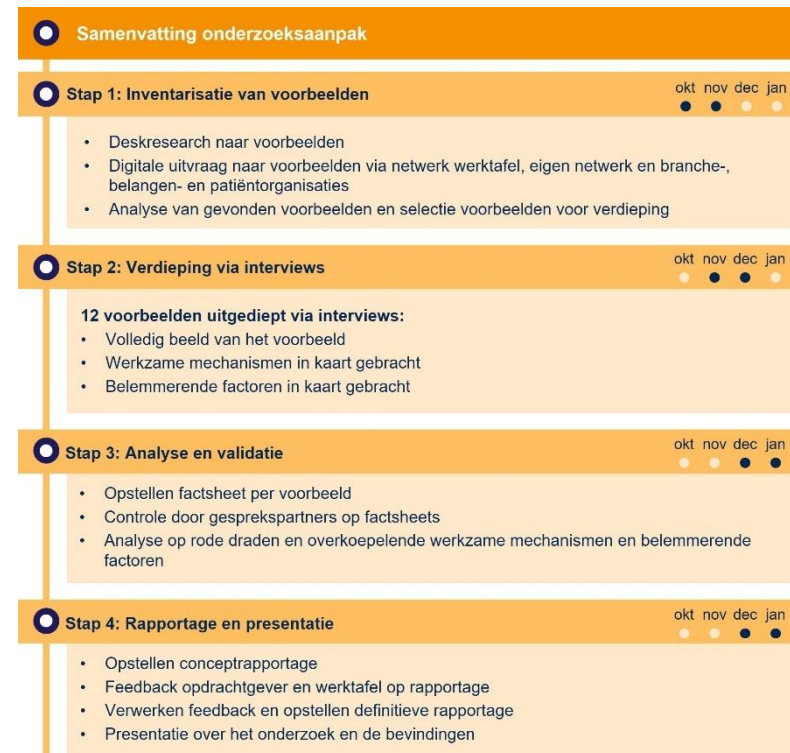 Samenvatting onderzoeksaanpak
Stap 1: Inventarisatie van voorbeelden
okt nov dec jan
• Deskresearch naar voorbeelden
• Digitale uitvraag naar voorbeelden via netwerk werktafel, eigen netwerk en branche-,
belangen- en patiëntorganisaties
• Analyse van gevonden voorbeelden en selectie voorbeelden voor verdieping
Stap 2: Verdieping via interviews
okt nov dec jan
12 voorbeelden uitgediept via interviews:
• Volledig beeld van het voorbeeld
• Werkzame mechanismen in kaart gebracht
• Belemmerende factoren in kaart gebracht
Stap 3: Analyse en validatie
okt nov dec jan
• Opstellen factsheet per voorbeeld
• Controle door gesprekspartners op factsheets
• Analyse op rode draden en overkoepelende werkzame mechanismen en belemmerende
factoren
Stap 4: Rapportage en presentatie
okt nov dec jan
• Opstellen conceptrapportage
• Feedback opdrachtgever en werktafel op rapportage
• Verwerken feedback en opstellen definitieve rapportage
• Presentatie over het onderzoek en de bevindingen